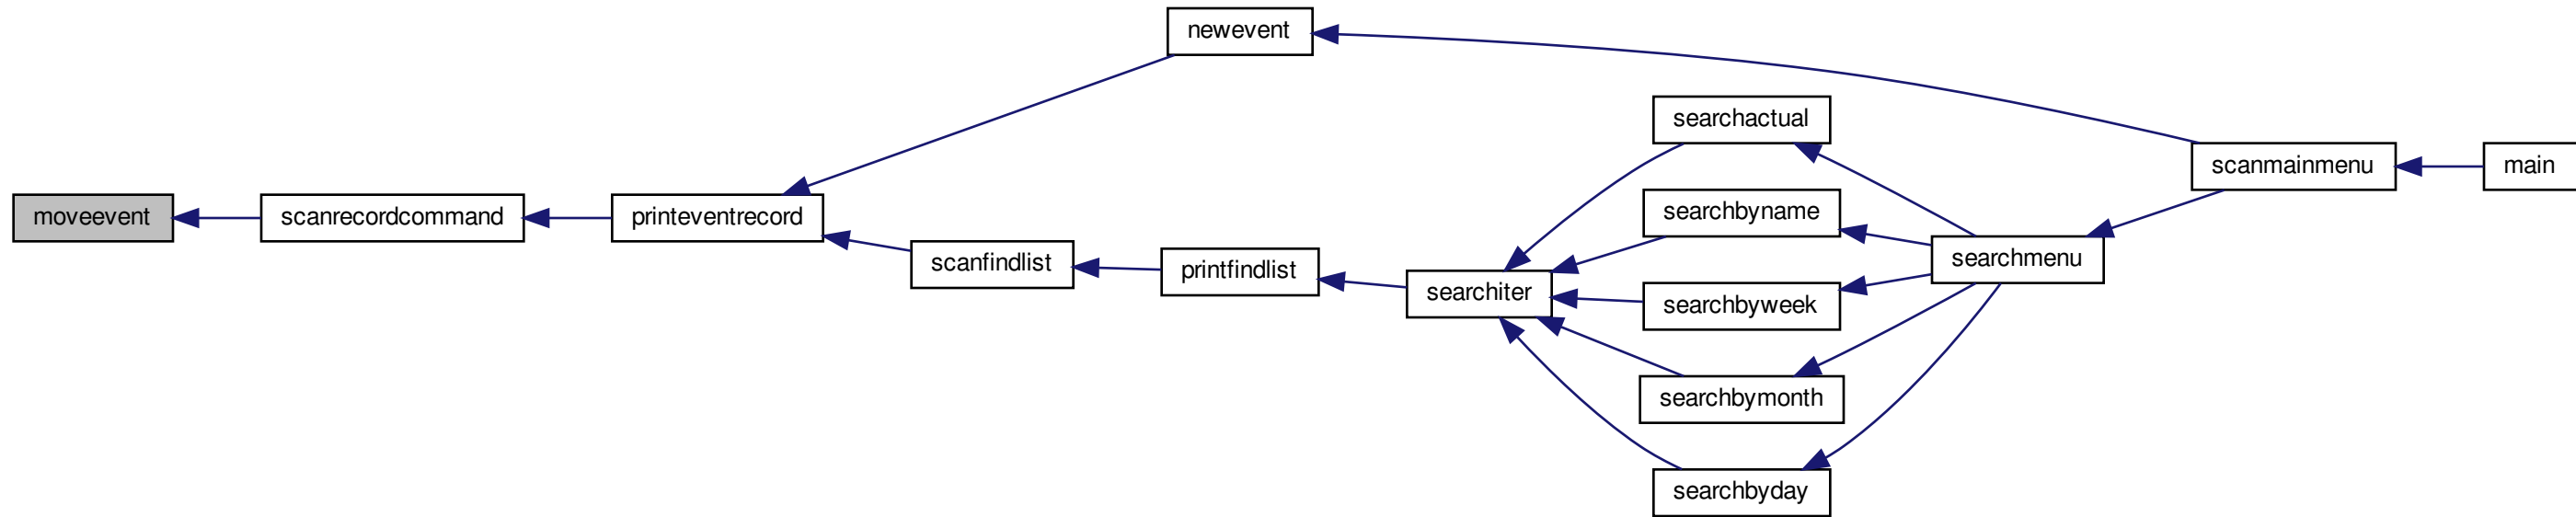 newevent
searchactual
scanmainmenu
main
moveevent
scanrecordcommand
printeventrecord
searchbyname
scanfindlist
printfindlist
searchmenu
searchiter
searchbyweek
searchbymonth
searchbyday